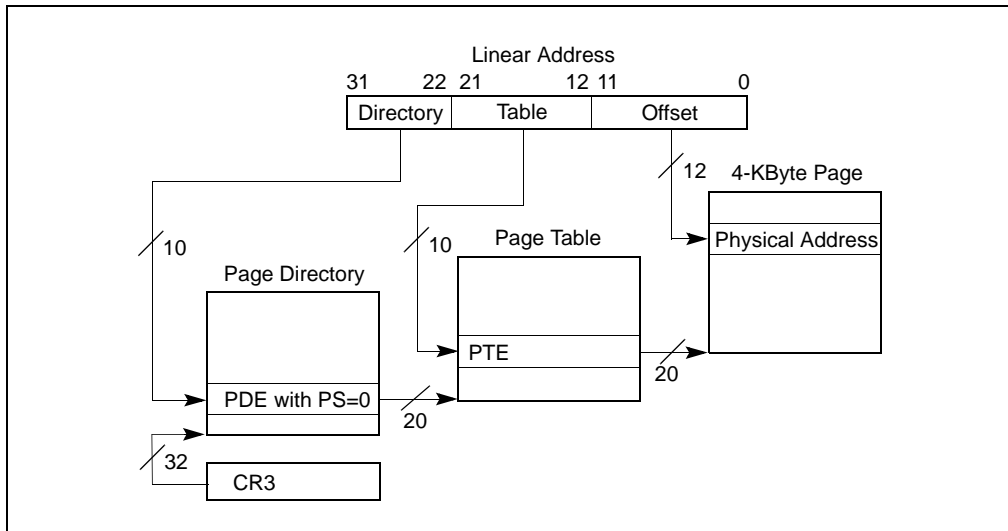 Linear Address
31 22 21 12 11 0
Directory Table Offset
12
4-KByte Page
Physical Address
10
10
Page Table
Page Directory
PTE
20
PDE with PS=0
20
32
CR3